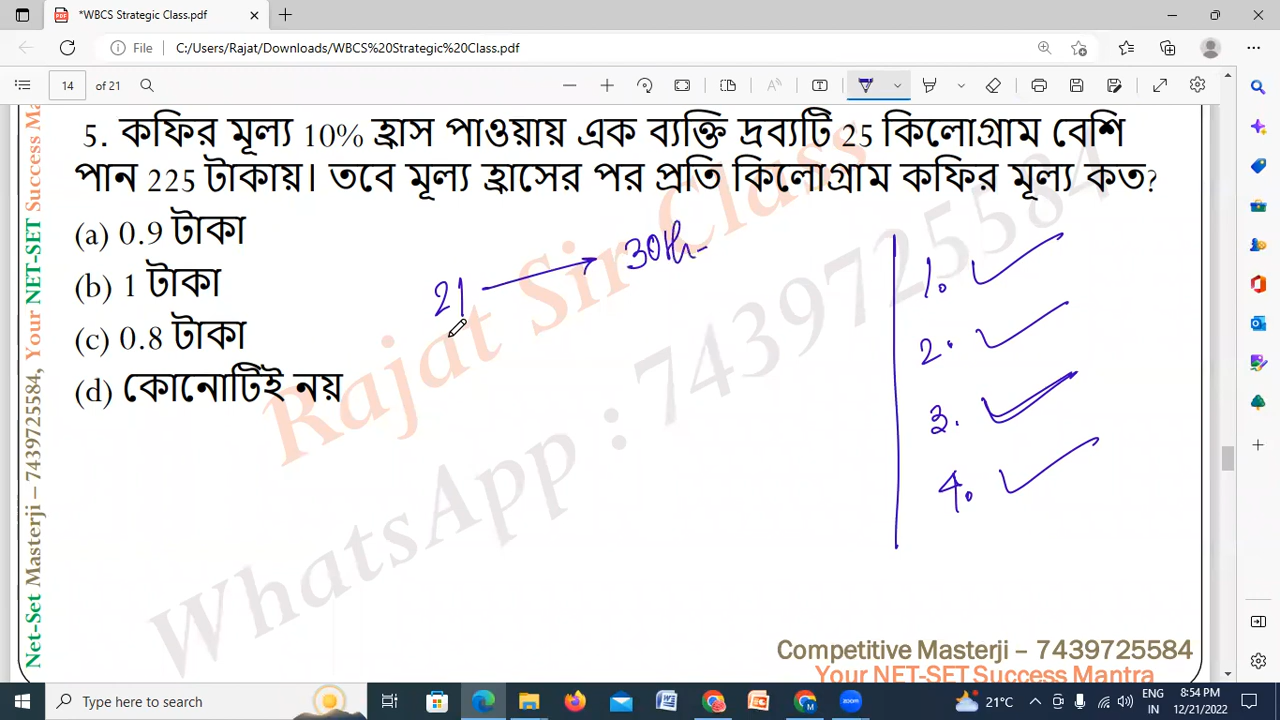 *WBCS Strategic Class.pdf
File C:/Users/Rajat/Downloads/WBCS%20Strategic%20Class.pdf
14 of 21
5. কফির মূল্য 10% হ্রাস পাওয়ায় এক ব্যক্তি দ্রব্যটি 25 কিলোগ্রাম বেশি
পান 225 টাকায়। তবে মূল্য হ্রাসের পর প্রতি কিলোগ্রাম কফির মূল্য কত?
(a) 0.9 টাকা
(b) 1 টাকা
(c) 0.8 টাকা
(d) কোনোটিই নয়
21 30th
1.
2.
3.
4.
Rajat Sir Class
WhatsApp : 7439725584
Net-Set Masterji – 7439725584, Your NET-SET Success Ma
Competitive Masterji – 7439725584
Your NET-SET Success Mantra
Type here to search
21°C
ENG
IN
8:54 PM
12/21/2022
zoom